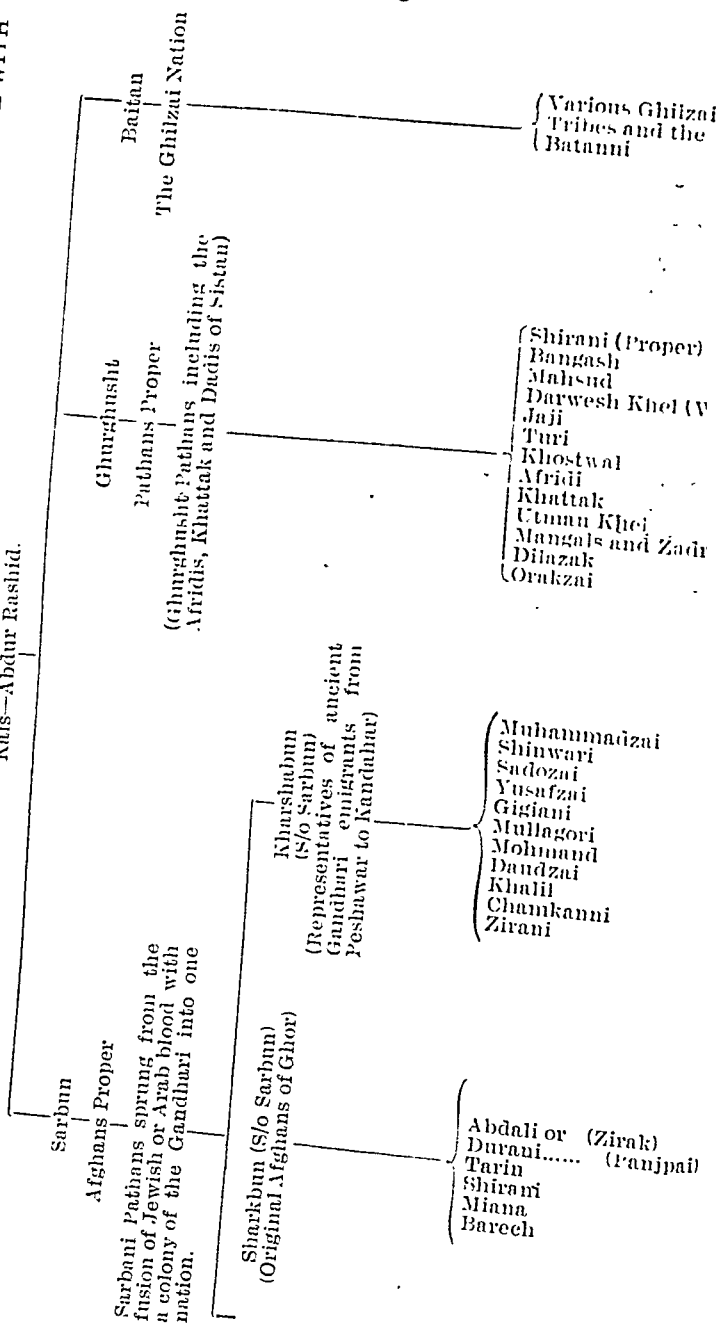 WITH
Kais—Abdur Rashid.
Sarbun
Afghans Proper
Sarbani Pathans sprung from the
fusion of Jewish or Arab blood with
a colony of the Gandhari into one
nation.
Sharkbun (S/o Sarbun)
(Original Afghans of Ghor)
Abdali or (Zirak)
Durani...... (Panjpai)
Tarin
Shirani
Miana
Barech
Kharshabun
(S/o Sarbun)
(Representatives of ancient
Gandhari emigrants from
Peshawar to Kandahar)
Muhammadzai
Shinwari
Sadozai
Yusafzai
Gigiani
Mullagori
Mohmand
Daudzai
Khalil
Chamkanni
Zirani
Ghurghusht
Pathans Proper
(Ghurghusht Pathans including the
Afridis, Khattak and Dadis of Sistan)
Shirani (Proper)
Bangash
Mahsud
Darwesh Khel (
Jaji
Turi
Khostwal
Afridi
Khattak
Utman Khel
Mangals and Zadr
Dilazak
Orakzai
Baitan
The Ghilzai Nation
Various Ghilzai
Tribes and the
Batanni